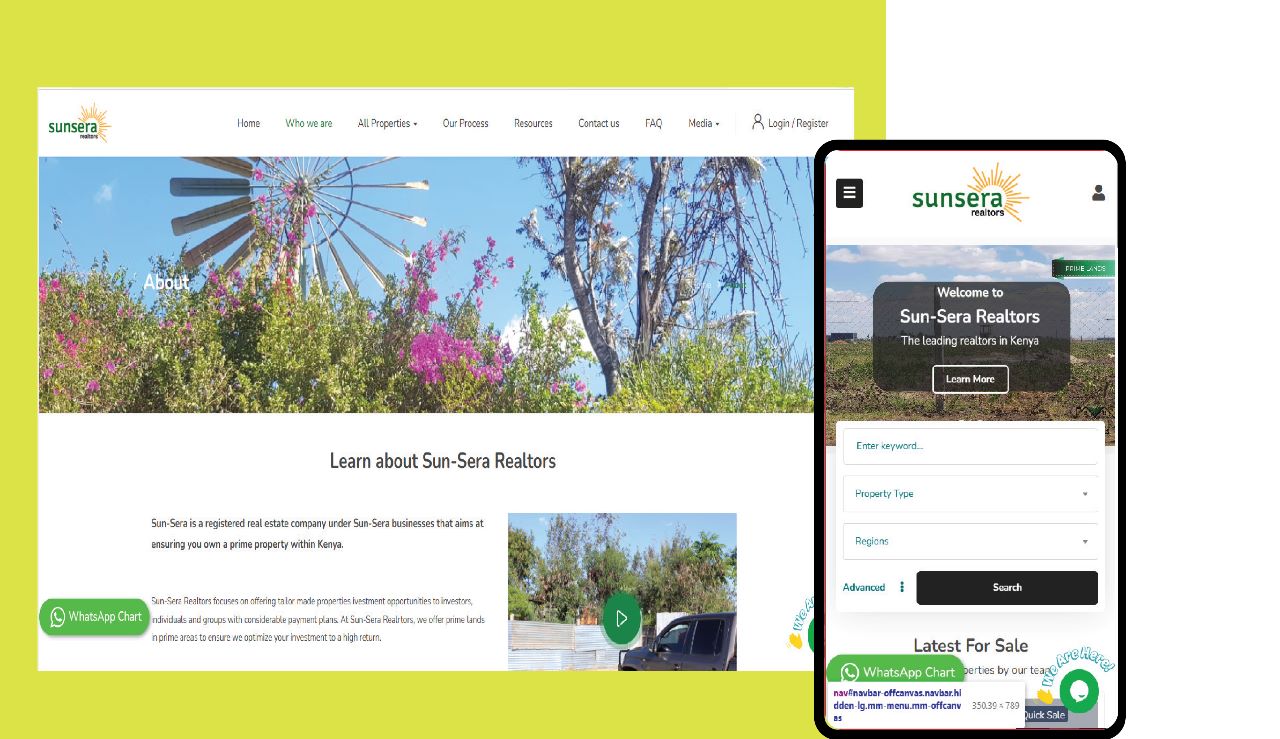 sunsera
realtors
Home Who we are All Properties Our Process Resources Contact us FAQ Media Login / Register
About
Learn about Sun-Sera Realtors
Sun-Sera is a registered real estate company under Sun-Sera businesses that aims at
ensuring you own a prime property within Kenya.
Sun-Sera Realtors focuses on offering tailor made properties ivestment opportunities to investors,
individuals and groups with considerable payment plans. At Sun-Sera Realrtors, we offer prime lands
in prime areas to ensure we optimize your investment to a high return.
WhatsApp Chart
We Ar
sunsera
realtors
PRIME LANDS
Welcome to
Sun-Sera Realtors
The leading realtors in Kenya
Learn More
Enter keyword...
Property Type
Regions
Advanced Search
Latest For Sale
perties by our tea
WhatsApp Chart
We Are Here!
nav#navbar-offcanvas.navbar.hi
dden-lg.mm-menu.mm-offcanv
as
350.39 × 789
Quick Sale